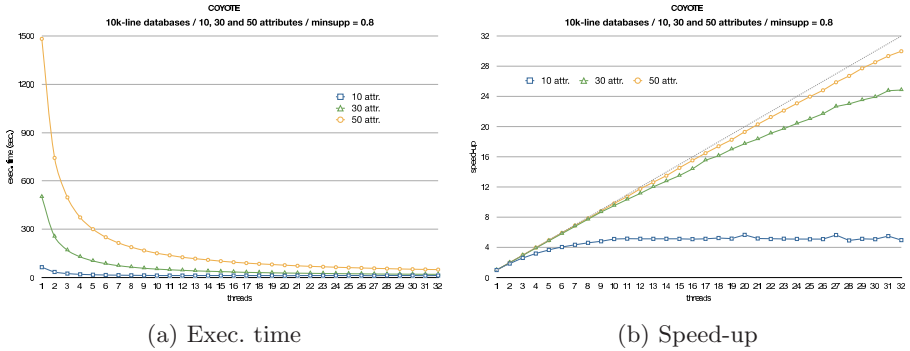 COYOTE
10k-line databases / 10, 30 and 50 attributes / minsupp = 0.8
1500
1200
900
600
300
0
exec. time (sec.)
10 attr.
30 attr.
50 attr.
1 2 3 4 5 6 7 8 9 10 11 12 13 14 15 16 17 18 19 20 21 22 23 24 25 26 27 28 29 30 31 32
threads
(a) Exec. time
COYOTE
10k-line databases / 10, 30 and 50 attributes / minsupp = 0.8
32
28
24
20
16
12
8
4
0
speed-up
10 attr. 30 attr. 50 attr.
1 2 3 4 5 6 7 8 9 10 11 12 13 14 15 16 17 18 19 20 21 22 23 24 25 26 27 28 29 30 31 32
threads
(b) Speed-up